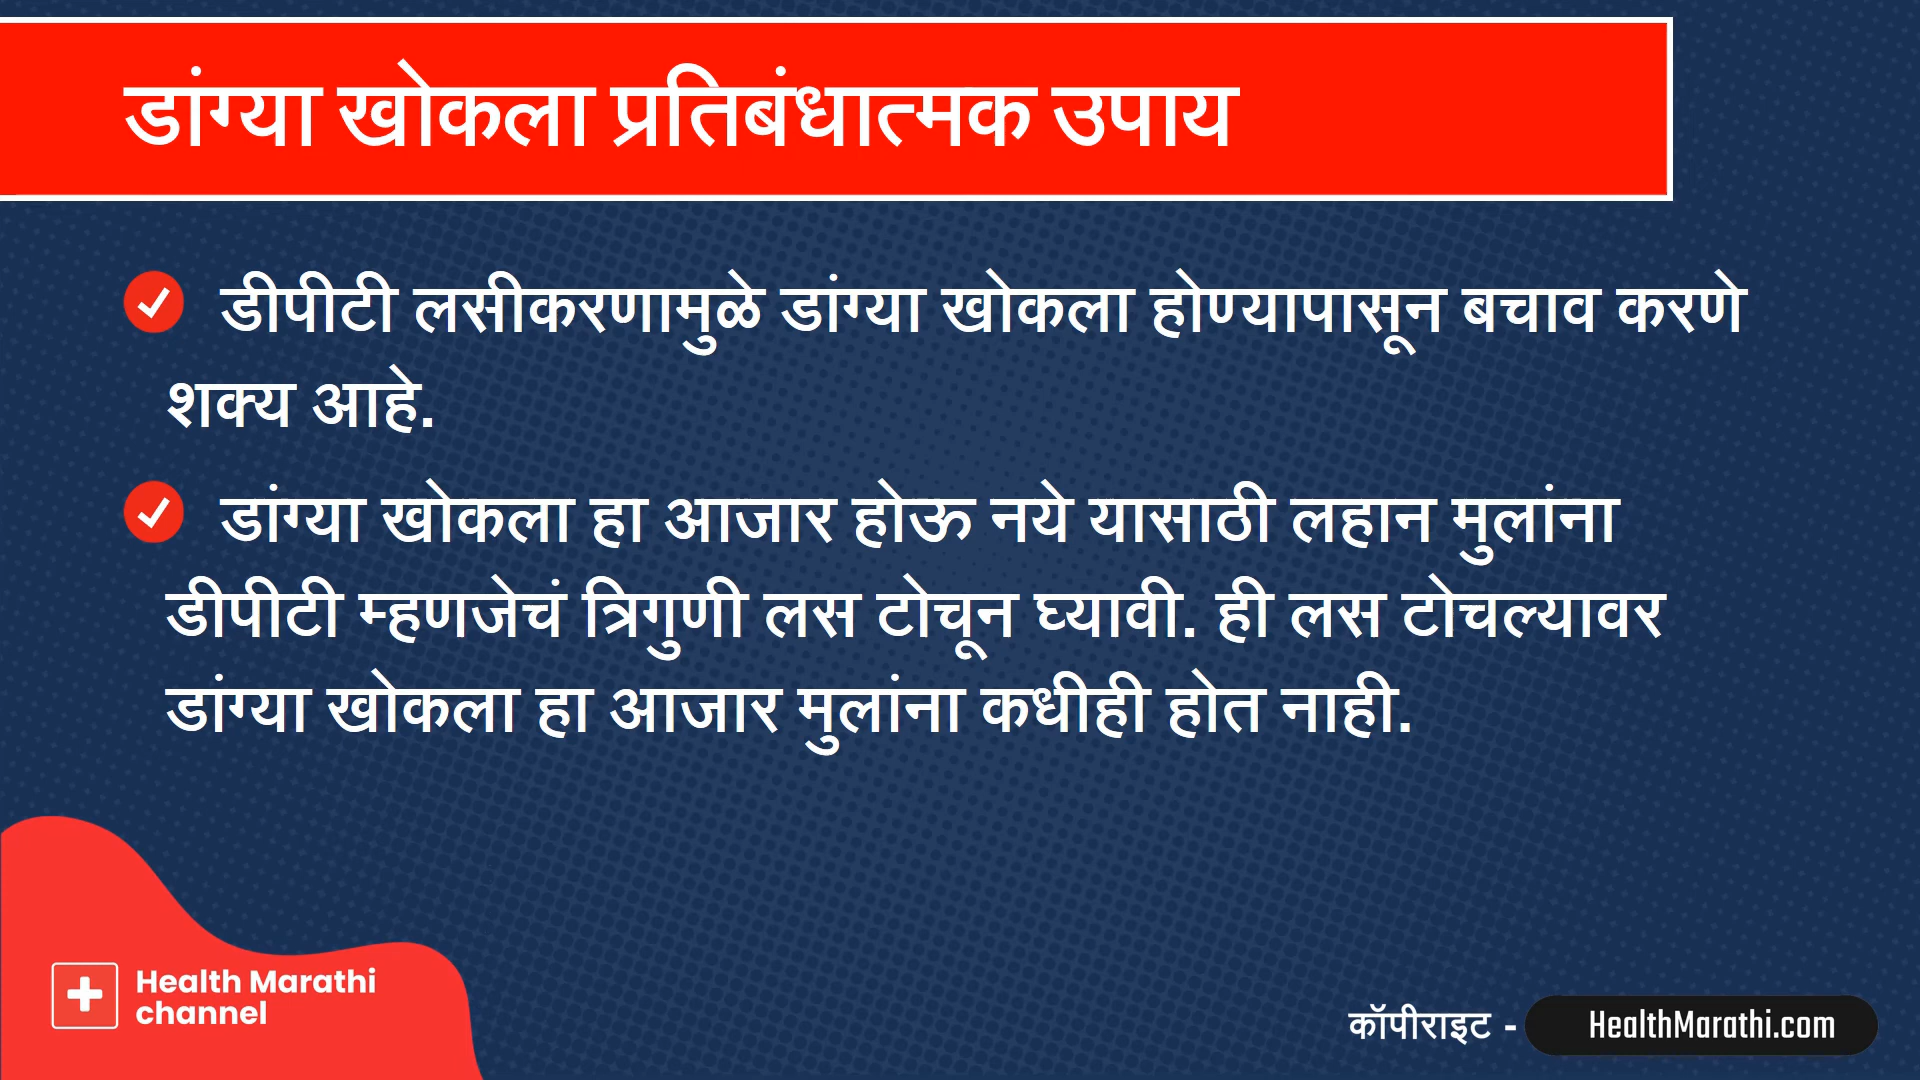 डांग्या खोकला प्रतिबंधात्मक उपाय
डीपीटी लसीकरणामुळे डांग्या खोकला होण्यापासून बचाव करणे
शक्य आहे.
डांग्या खोकला हा आजार होऊ नये यासाठी लहान मुलांना
डीपीटी म्हणजेचं त्रिगुणी लस टोचून घ्यावी. ही लस टोचल्यावर
डांग्या खोकला हा आजार मुलांना कधीही होत नाही.
Health Marathi
channel
कॉपीराइट - HealthMarathi.com